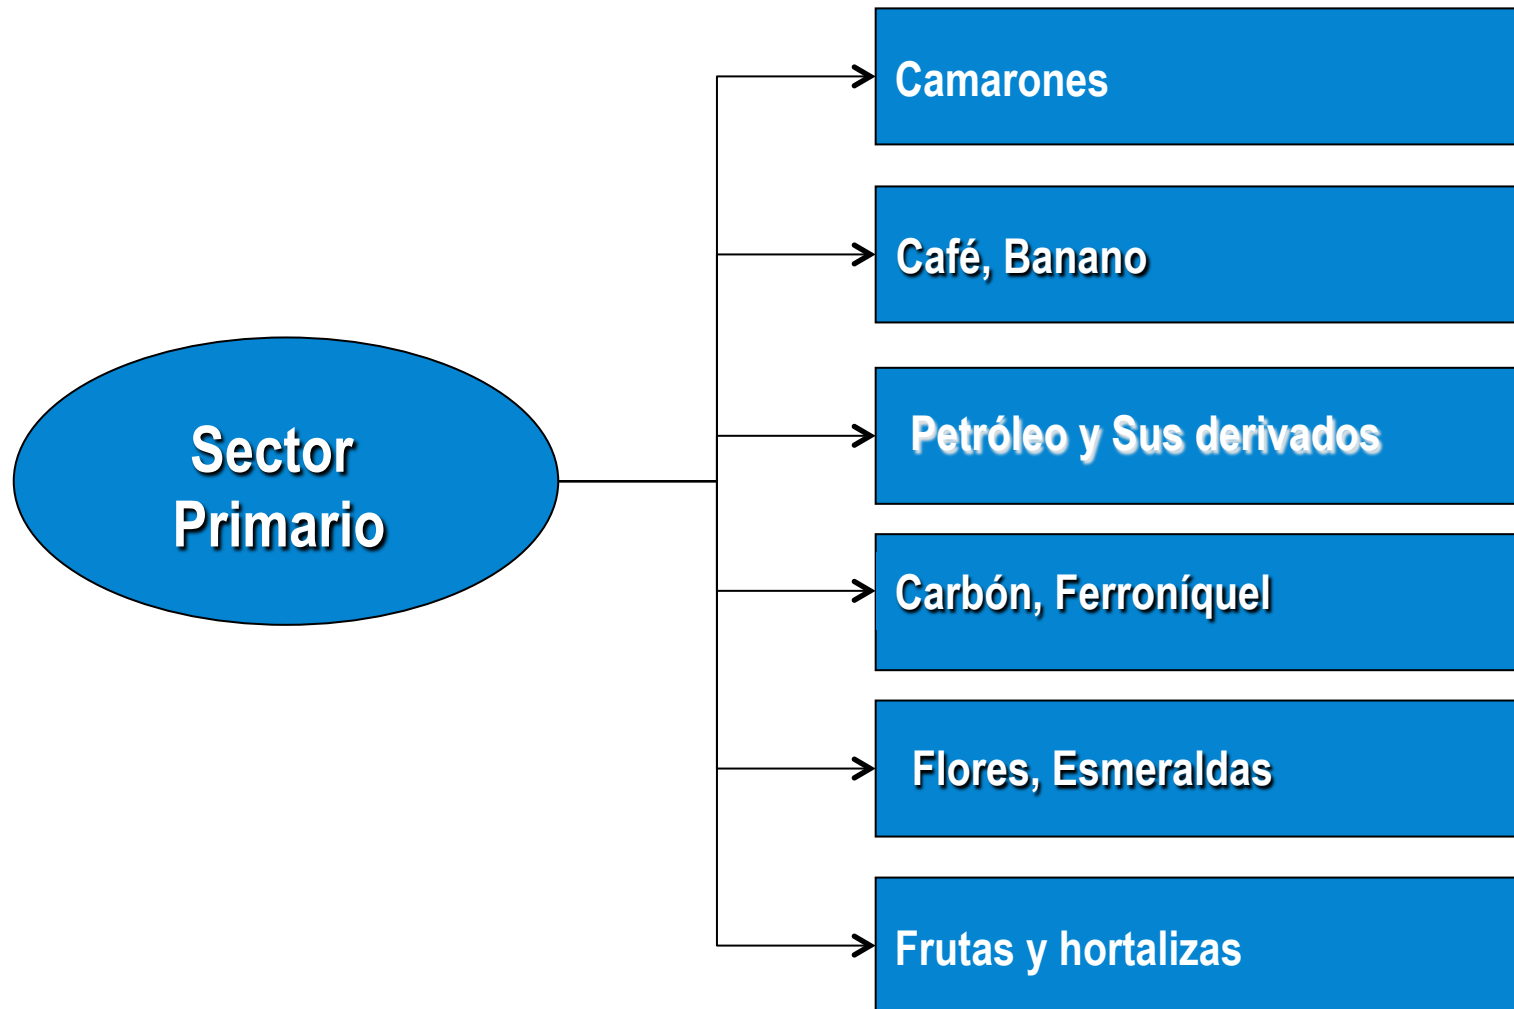 Sector
Primario
Camarones
Café, Banano
Petróleo y Sus derivados
Carbón, Ferroníquel
Flores, Esmeraldas
Frutas y hortalizas